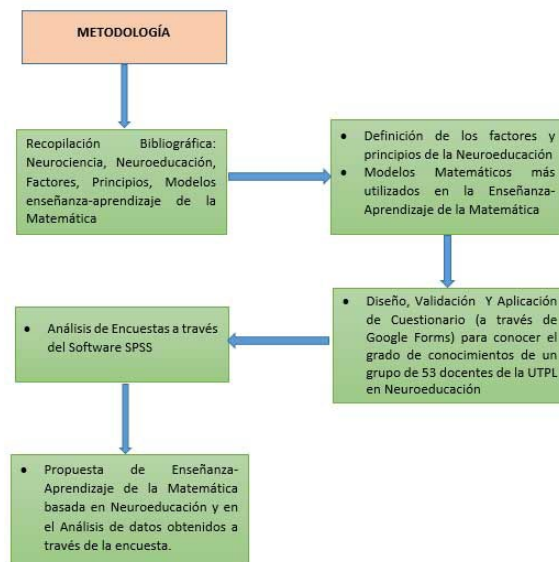 METODOLOGÍA
Recopilación Bibliográfica:
Neurociencia, Neuroeducación,
Factores, Principios, Modelos
enseñanza-aprendizaje de la
Matemática
• Definición de los factores y
principios de la Neuroeducación
• Modelos Matemáticos más
utilizados en la Enseñanza-
Aprendizaje de la Matemática
• Diseño, Validación Y Aplicación
de Cuestionario (a través de
Google Forms) para conocer el
grado de conocimientos de un
grupo de 53 docentes de la UTPL
en Neuroeducación
• Análisis de Encuestas a través
del Software SPSS
• Propuesta de Enseñanza-
Aprendizaje de la Matemática
basada en Neuroeducación y en
el Análisis de datos obtenidos a
través de la encuesta.